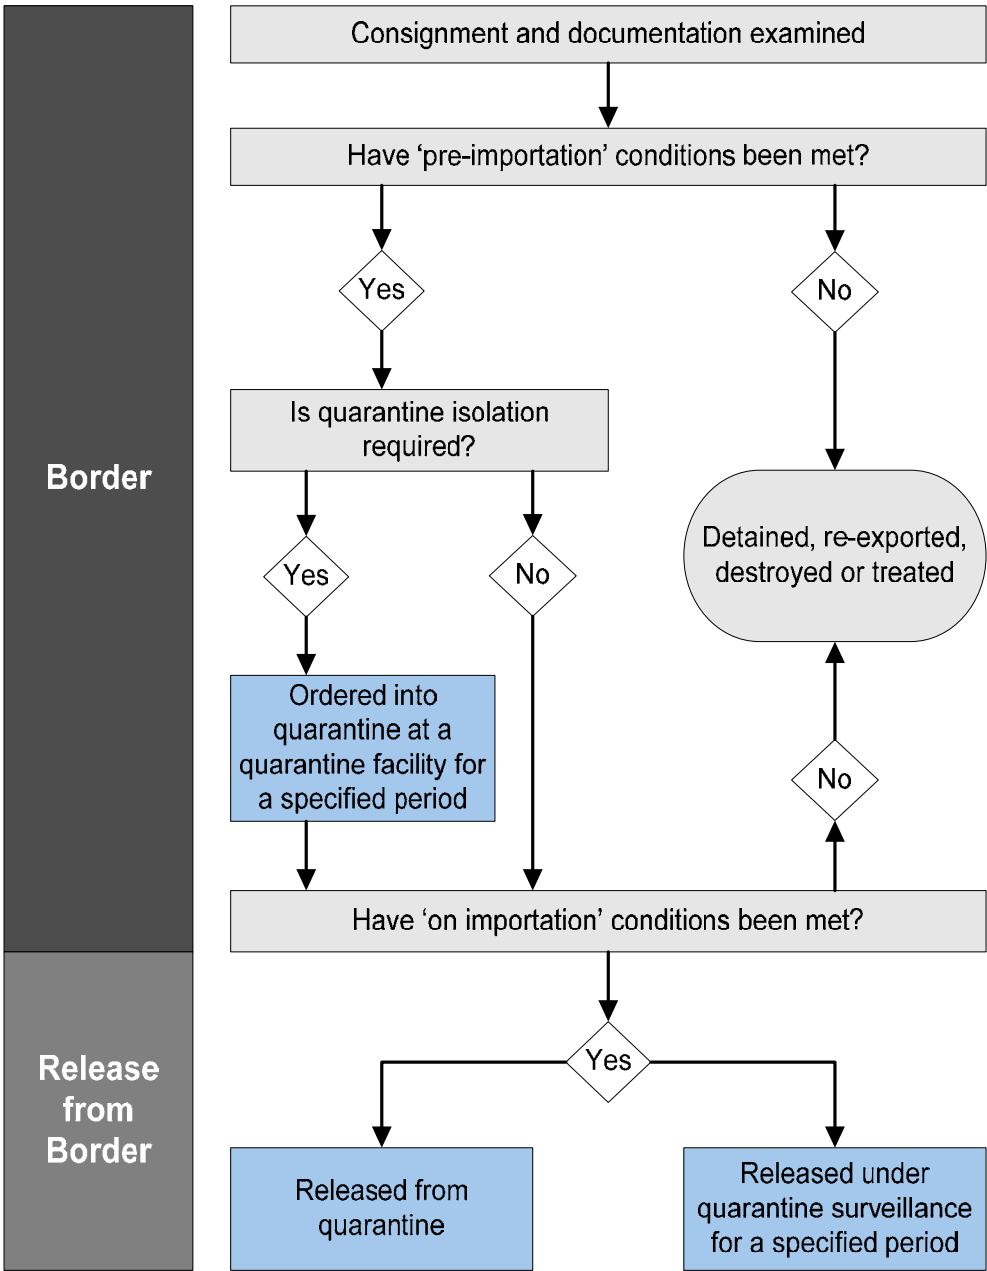 Consignment and documentation examined
Have ‘pre-importation’ conditions been met?
Yes
No
Is quarantine isolation
required?
Border
Detained, re-exported,
destroyed or treated
Yes
No
Ordered into
quarantine at a
quarantine facility for
a specified period
No
Have ‘on importation’ conditions been met?
Yes
Release
from
Border
Released from
quarantine
Released under
quarantine surveillance
for a specified period